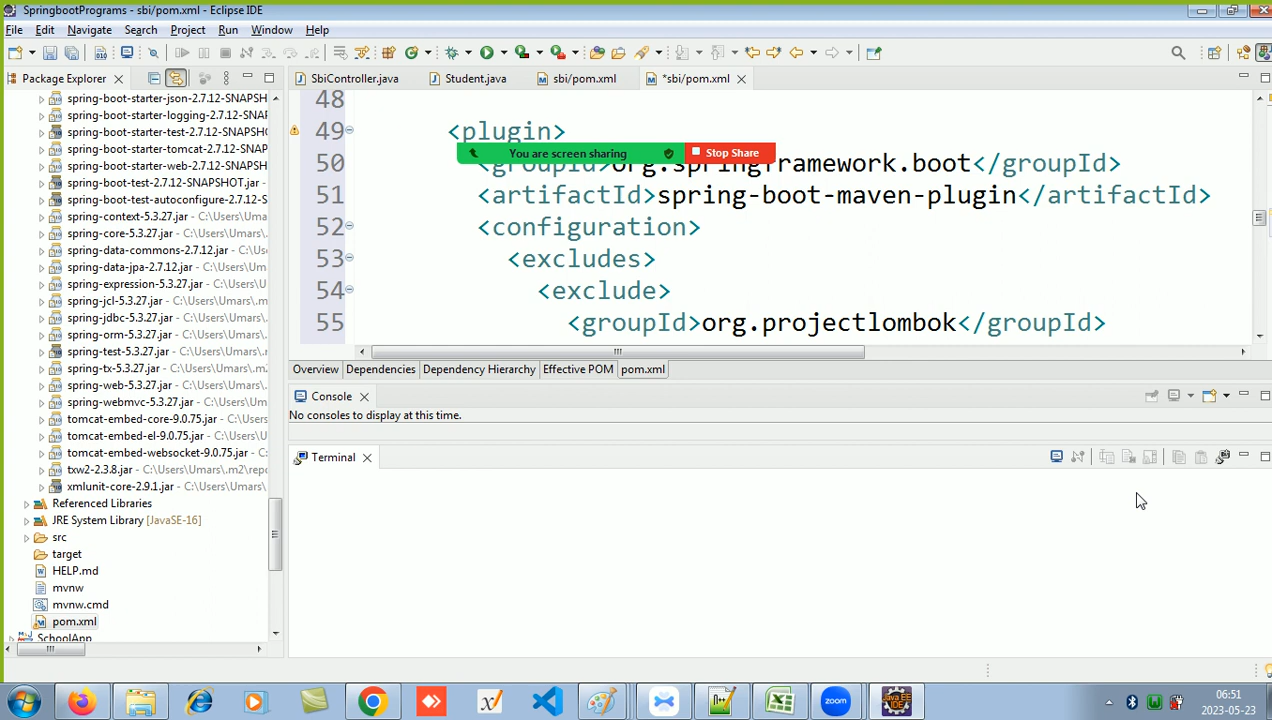 SpringbootPrograms - sbi/pom.xml - Eclipse IDE
File Edit Navigate Search Project Run Window Help
Package Explorer
SbiController.java Student.java sbi/pom.xml *sbi/pom.xml
spring-boot-starter-json-2.7.12-SNAPSH
spring-boot-starter-logging-2.7.12-SNAP
spring-boot-starter-test-2.7.12-SNAPSHO
spring-boot-starter-tomcat-2.7.12-SNAPS
spring-boot-starter-web-2.7.12-SNAPSH
spring-boot-test-2.7.12-SNAPSHOT.jar -
spring-boot-test-autoconfigure-2.7.12-S
spring-context-5.3.27.jar - C:\Users\Umar
spring-core-5.3.27.jar - C:\Users\Umars\.
spring-data-commons-2.7.12.jar - C:\Us
spring-data-jpa-2.7.12.jar - C:\Users\Um
spring-expression-5.3.27.jar - C:\Users\U
spring-jcl-5.3.27.jar - C:\Users\Umars\.m
spring-jdbc-5.3.27.jar - C:\Users\Umars\.
spring-orm-5.3.27.jar - C:\Users\Umars\.
spring-test-5.3.27.jar - C:\Users\Umars\.
spring-tx-5.3.27.jar - C:\Users\Umars\.m2
spring-web-5.3.27.jar - C:\Users\Umars\.
spring-webmvc-5.3.27.jar - C:\Users\Um
tomcat-embed-core-9.0.75.jar - C:\Users
tomcat-embed-el-9.0.75.jar - C:\Users\U
tomcat-embed-websocket-9.0.75.jar - C:
txw2-2.3.8.jar - C:\Users\Umars\.m2\repo
xmlunit-core-2.9.1.jar - C:\Users\Umars\
Referenced Libraries
JRE System Library [JavaSE-16]
src
target
HELP.md
mvnw
mvnw.cmd
pom.xml
SchoolApp
48
49 <plugin>
You are screen sharing Stop Share
50 <groupId>org.springframework.boot</groupId>
51 <artifactId>spring-boot-maven-plugin</artifactId>
52 <configuration>
53 <excludes>
54 <exclude>
55 <groupId>org.projectlombok</groupId>
Overview Dependencies Dependency Hierarchy Effective POM pom.xml
Console
No consoles to display at this time.
Terminal
zoom
Java EE IDE
06:51
2023-05-23